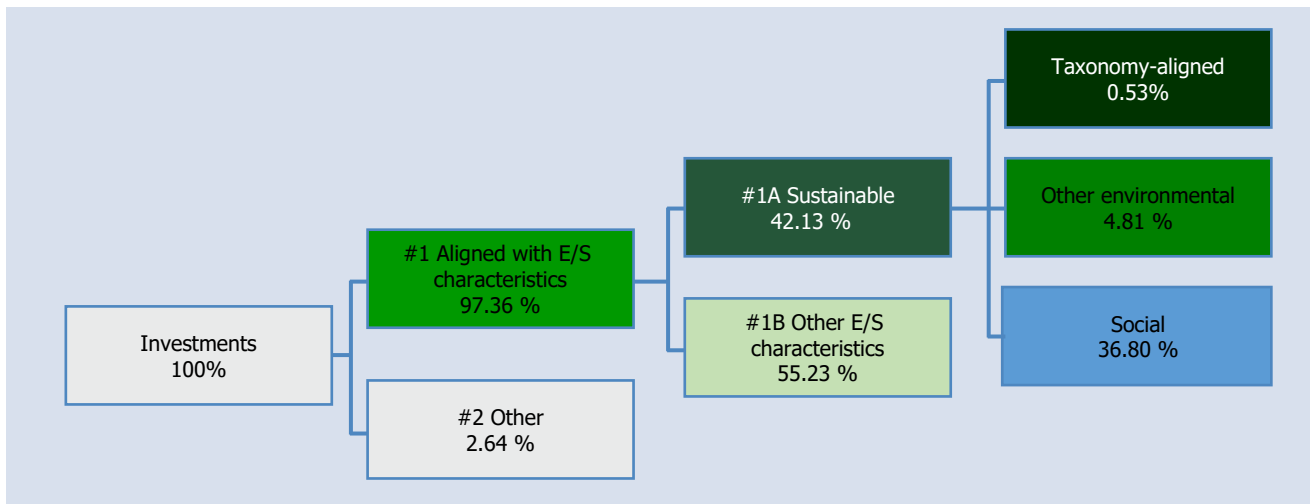 Investments
100%
#1 Aligned with E/S
characteristics
97.36 %
#2 Other
2.64 %
#1A Sustainable
42.13 %
#1B Other E/S
characteristics
55.23 %
Taxonomy-aligned
0.53%
Other environmental
4.81 %
Social
36.80 %